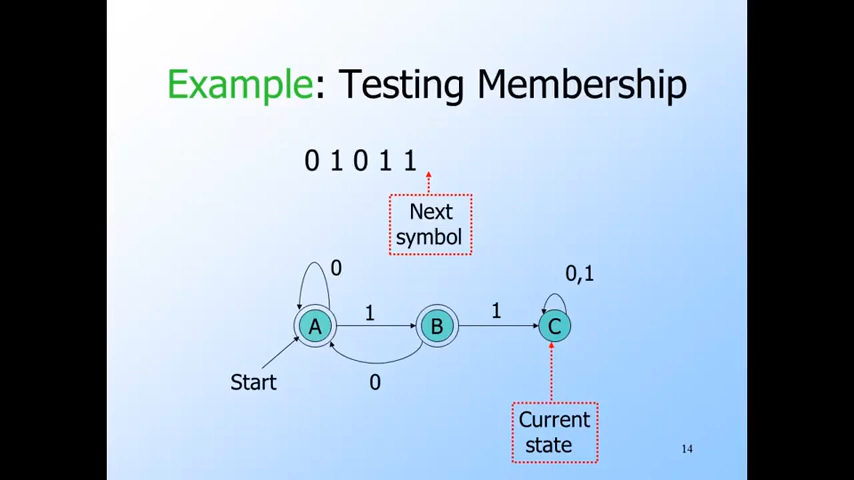 Example: Testing Membership
0 1 0 1 1
Next
symbol
0
0,1
1
1
A
B
C
Start
0
Current
state
14